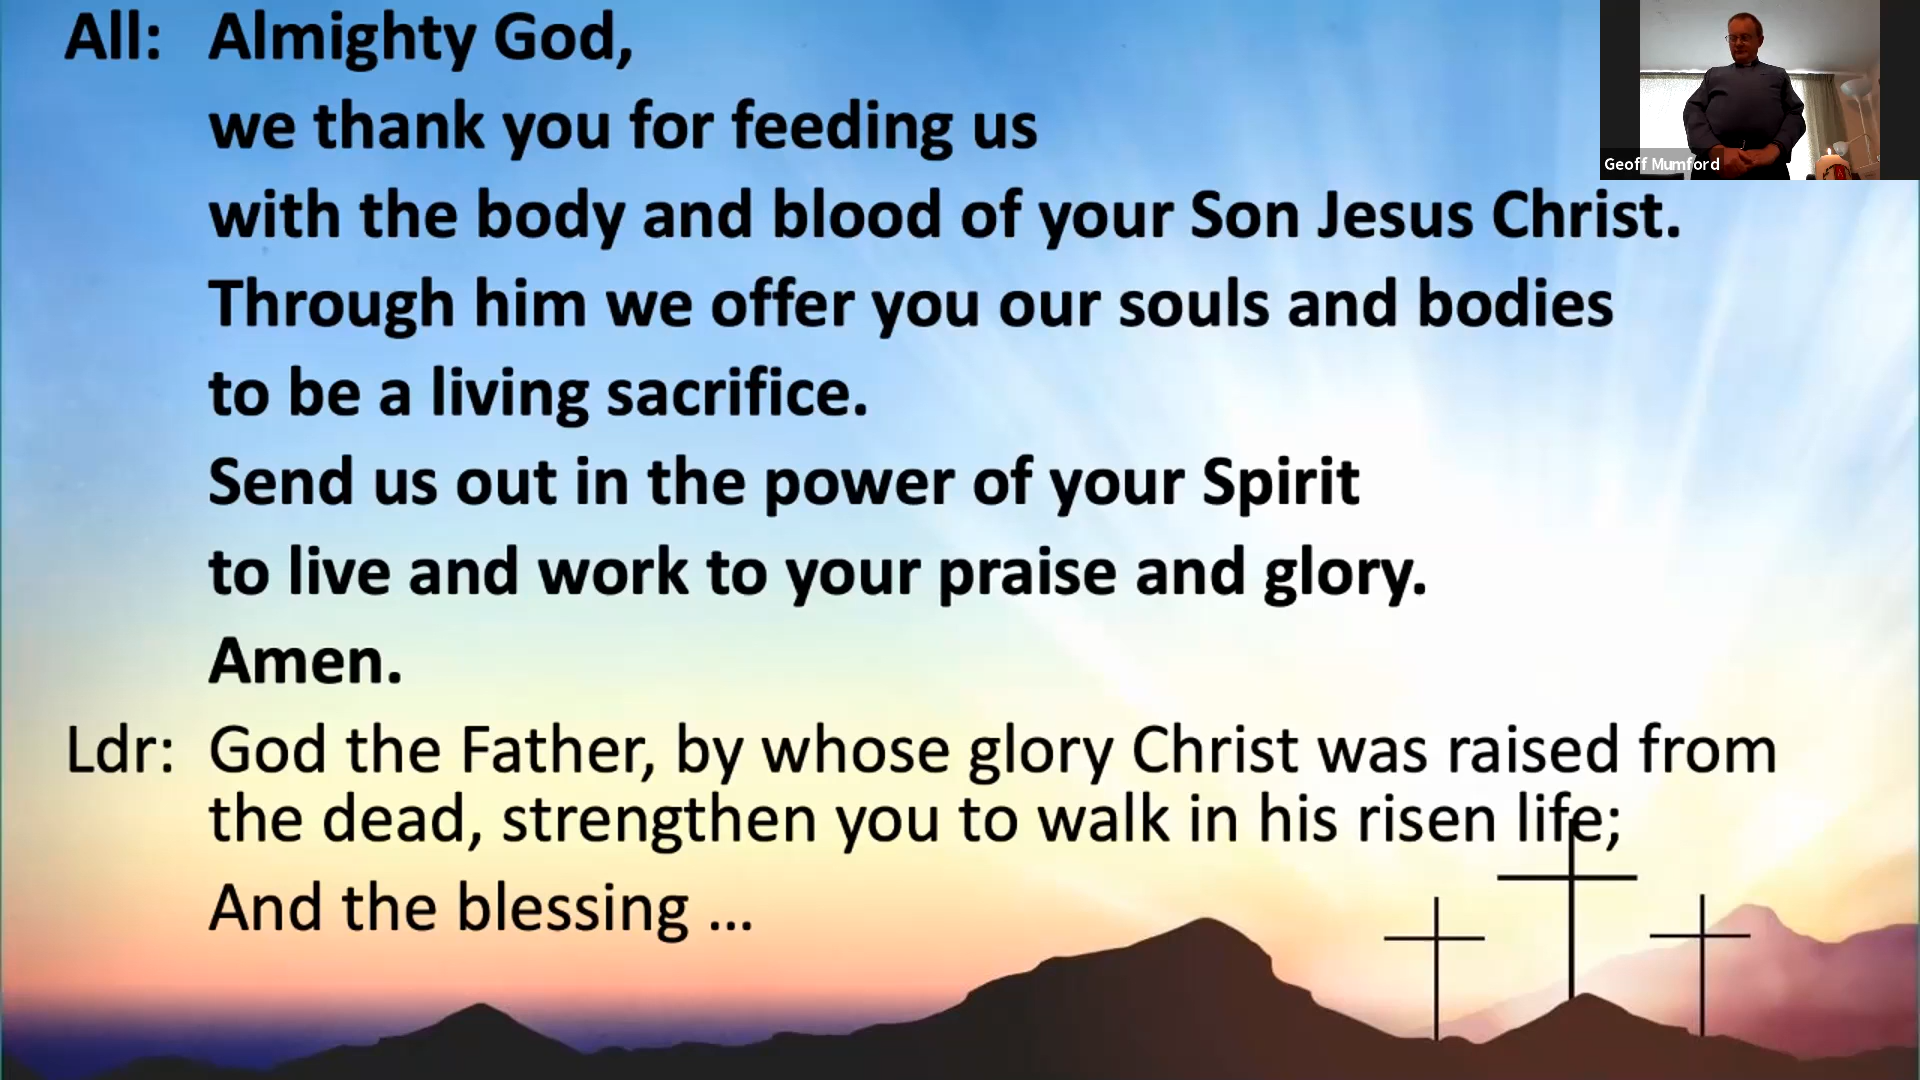 All: Almighty God,
we thank you for feeding us
with the body and blood of your Son Jesus Christ.
Through him we offer you our souls and bodies
to be a living sacrifice.
Send us out in the power of your Spirit
to live and work to your praise and glory.
Amen.
Ldr: God the Father, by whose glory Christ was raised from
the dead, strengthen you to walk in his risen life;
And the blessing ...
Geoff Mumford